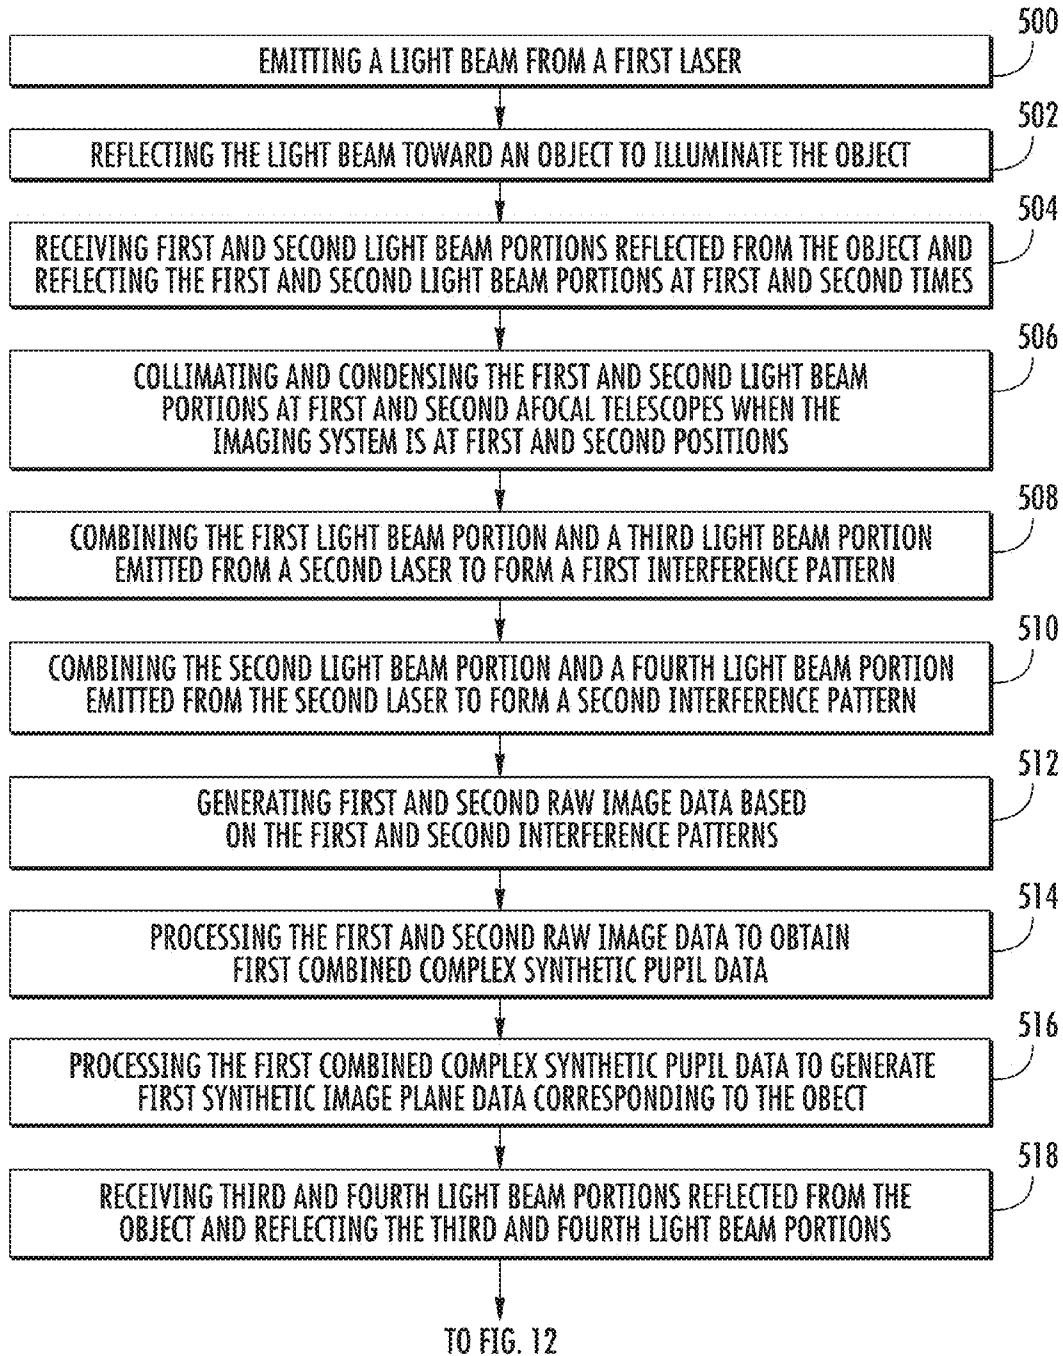 500
EMITTING A LIGHT BEAM FROM A FIRST LASER
502
REFLECTING THE LIGHT BEAM TOWARD AN OBJECT TO ILLUMINATE THE OBJECT
504
RECEIVING FIRST AND SECOND LIGHT BEAM PORTIONS REFLECTED FROM THE OBJECT AND
REFLECTING THE FIRST AND SECOND LIGHT BEAM PORTIONS AT FIRST AND SECOND TIMES
506
COLLIMATING AND CONDENSING THE FIRST AND SECOND LIGHT BEAM
PORTIONS AT FIRST AND SECOND AFOCAL TELESCOPES WHEN THE
IMAGING SYSTEM IS AT FIRST AND SECOND POSITIONS
508
COMBINING THE FIRST LIGHT BEAM PORTION AND A THIRD LIGHT BEAM PORTION
EMITTED FROM A SECOND LASER TO FORM A FIRST INTERFERENCE PATTERN
510
COMBINING THE SECOND LIGHT BEAM PORTION AND A FOURTH LIGHT BEAM PORTION
EMITTED FROM THE SECOND LASER TO FORM A SECOND INTERFERENCE PATTERN
512
GENERATING FIRST AND SECOND RAW IMAGE DATA BASED
ON THE FIRST AND SECOND INTERFERENCE PATTERNS
514
PROCESSING THE FIRST AND SECOND RAW IMAGE DATA TO OBTAIN
FIRST COMBINED COMPLEX SYNTHETIC PUPIL DATA
516
PROCESSING THE FIRST COMBINED COMPLEX SYNTHETIC PUPIL DATA TO GENERATE
FIRST SYNTHETIC IMAGE PLANE DATA CORRESPONDING TO THE OBECT
518
RECEIVING THIRD AND FOURTH LIGHT BEAM PORTIONS REFLECTED FROM THE
OBJECT AND REFLECTING THE THIRD AND FOURTH LIGHT BEAM PORTIONS
TO FIG. 12